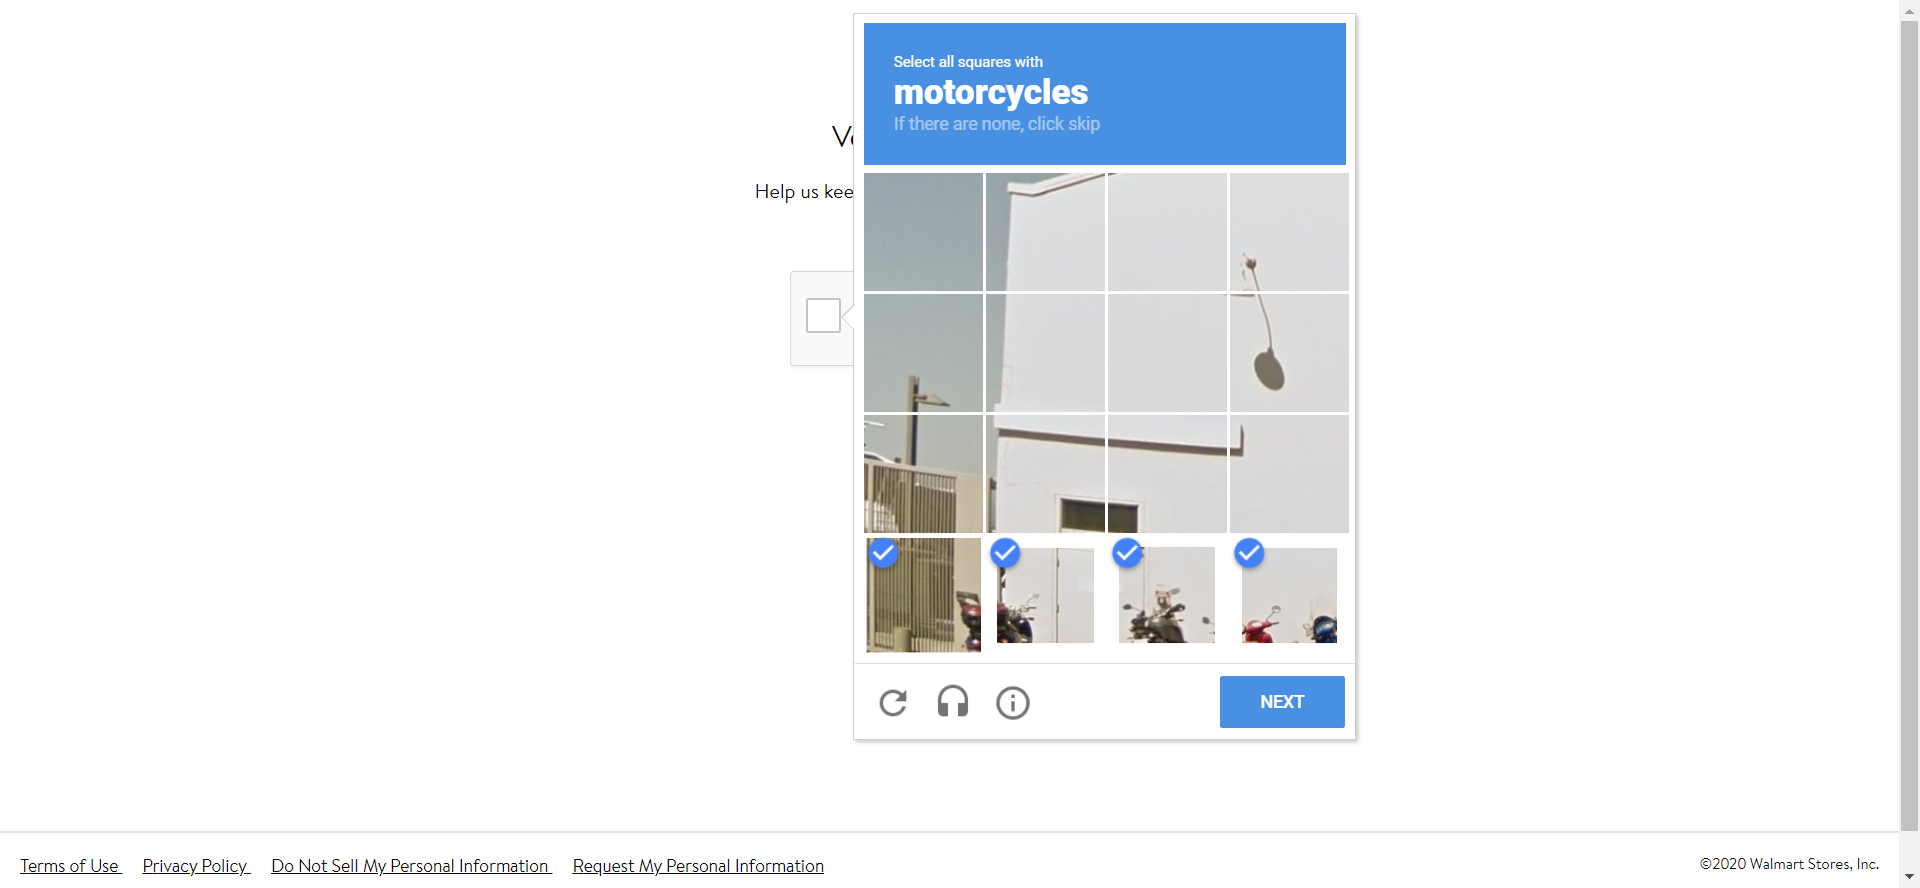 Select all squares with
motorcycles
If there are none, click skip
Help us
NEXT
Terms of Use Privacy Policy Do Not Sell My Personal Information Request My Personal Information ©2020 Walmart Stores, Inc.